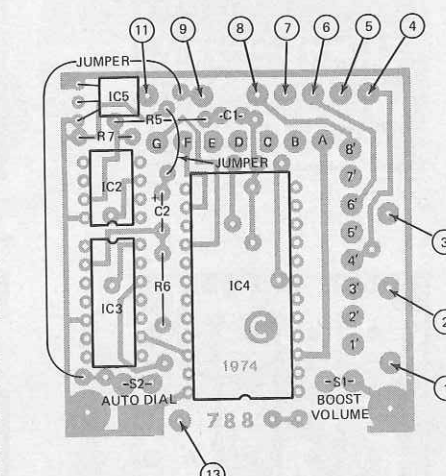 11 9 8 7 6 5 4
JUMPER
IC5
R5 C1
R7
G F E D C B A
JUMPER
8'
7'
6'
5'
4'
3'
2'
1'
IC2
+
C2
3
IC4
R6
IC3
2
©
1974
1
-S2-
AUTO DIAL
-S1-
BOOST
VOLUME
788
13